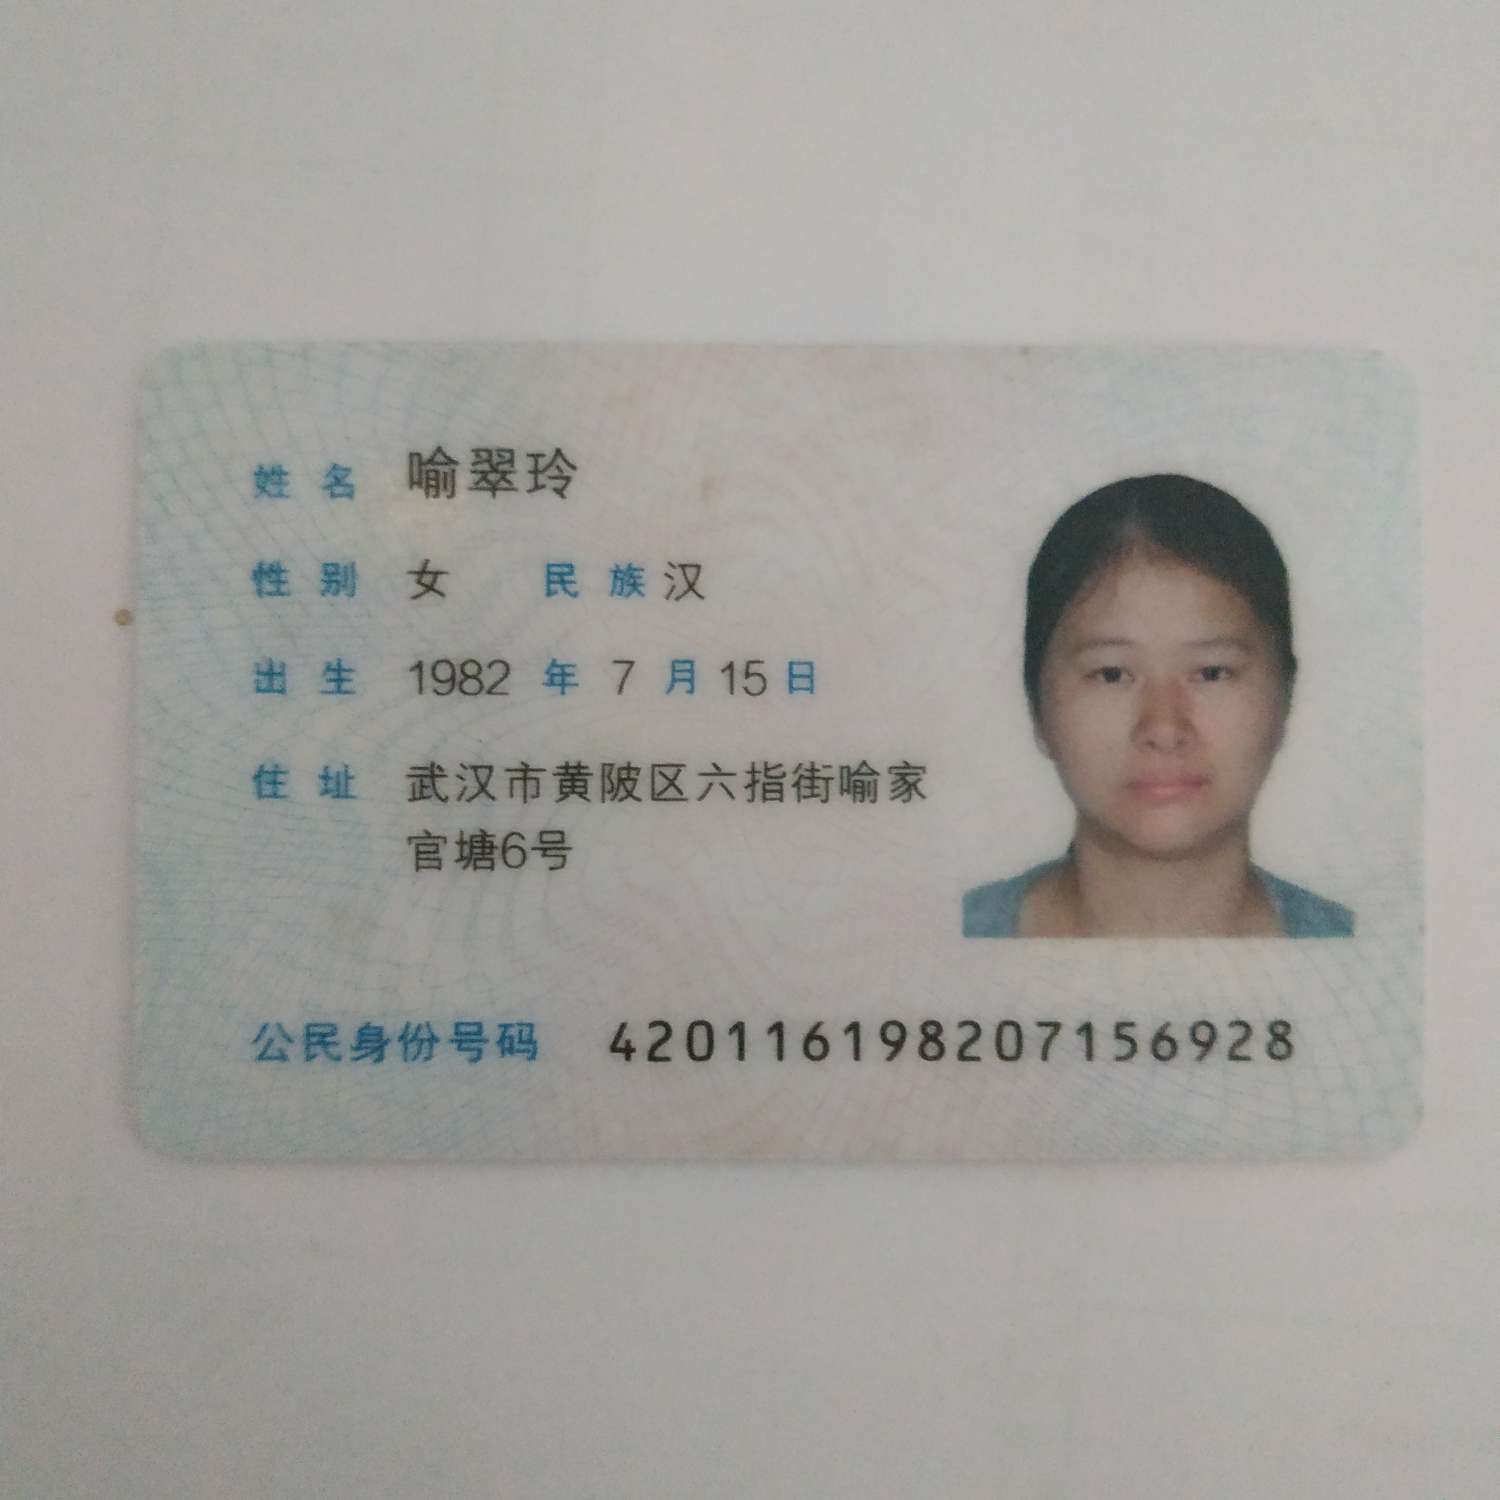 姓名 喻翠玲
性别 女 民族 汉
出生 1982 年 7 月 15 日
住址 武汉市黄陂区六指街喻家
官塘6号
公民身份号码 420116198207156928